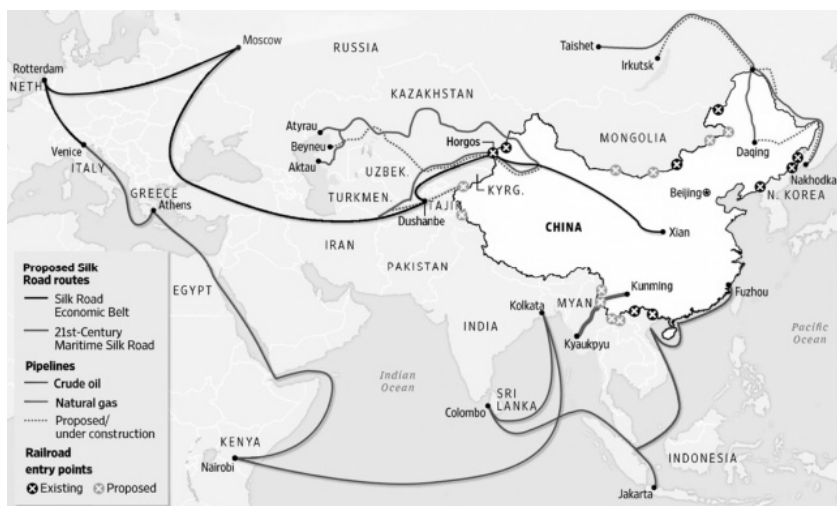 Moscow
RUSSIA
Taishet
Irkutsk
Rotterdam
NETH.
KAZAKHSTAN
Atyrau
Beyneu
Aktau
Horgos
MONGOLIA
Daqing
Venice
ITALY
UZBEK.
Nakhodka
GREECE
Athens
TURKMEN.
KYRG.
TAJIK.
Beijing
N. KOREA
Dushanbe
CHINA
Xian
IRAN
Proposed Silk
Road routes
Silk Road
Economic Belt
21st-Century
Maritime Silk Road
Pipelines
Crude oil
Natural gas
Proposed/
under construction
Railroad
entry points
Existing
Proposed
EGYPT
PAKISTAN
Kolkata
MYAN.
Kunming
Fuzhou
INDIA
Kyaukpyu
Pacific
Ocean
Indian
Ocean
SRI
LANKA
Colombo
KENYA
Nairobi
INDONESIA
Jakarta